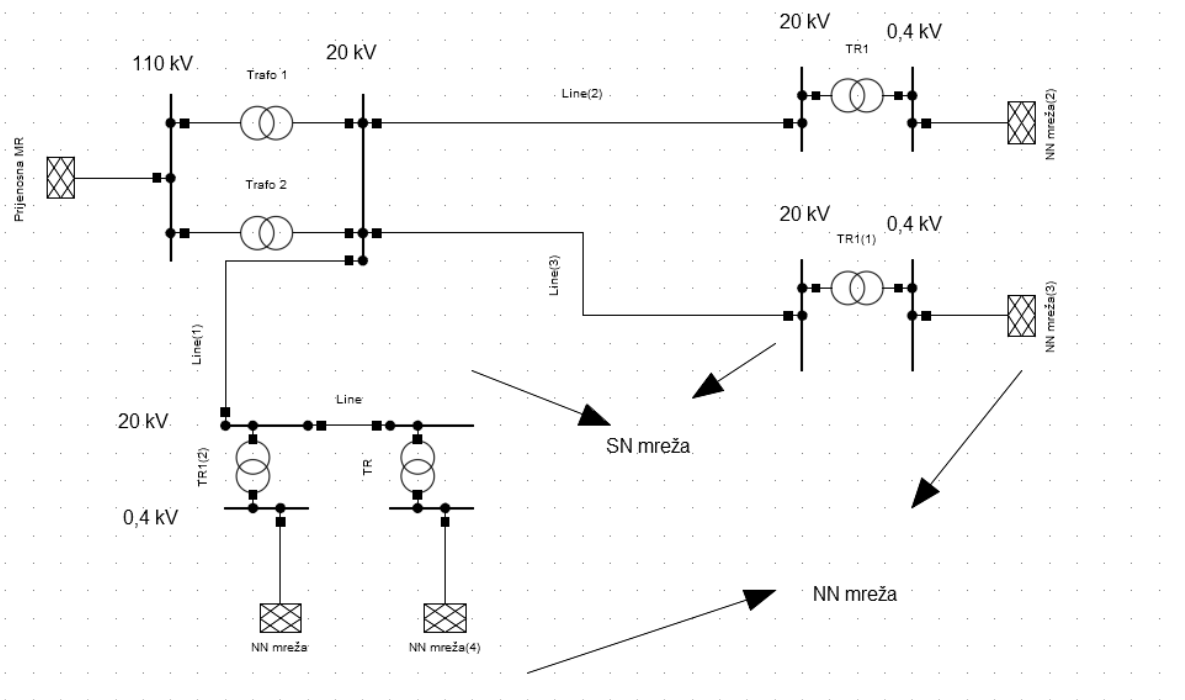 20 kV
0,4 kV
TR1
110 kV
20 kV
Trafo 1
Line(2)
NN mreža(2)
Prijenosna MR
Trafo 2
20 kV
0,4 kV
TR1(1)
Line(3)
NN mreža(3)
Line(1)
20 kV
Line
TR1(2)
TR
SN mreža
0,4 kV
NN mreža
NN mreža
NN mreža(4)